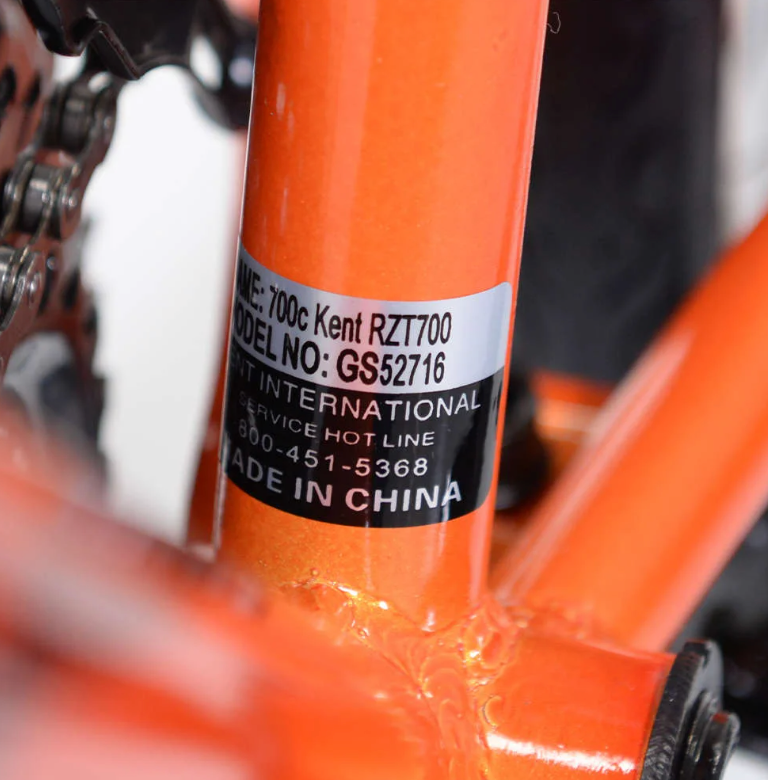 AME: 700c Kent RZT700
ODEL NO: GS52716
NT INTERNATIONAL
SERVICE HOT LINE
800-451-5368
ADE IN CHINA